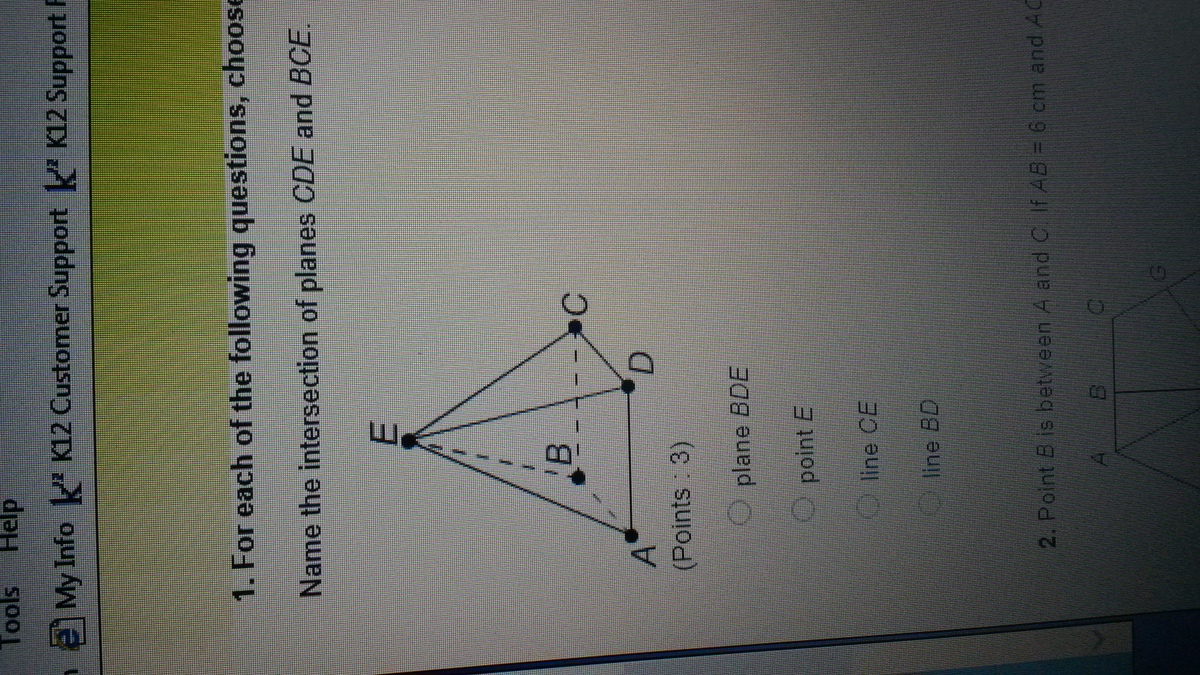 Tools Help
My Info K12 Customer Support K12 Support
1. For each of the following questions, choose
Name the intersection of planes CDE and BCE.
E
B
C
D
A
(Points : 3)
plane BDE
point E
line CE
line BD
2. Point B is between A and C. If AB = 6 cm and AC
A B C
G